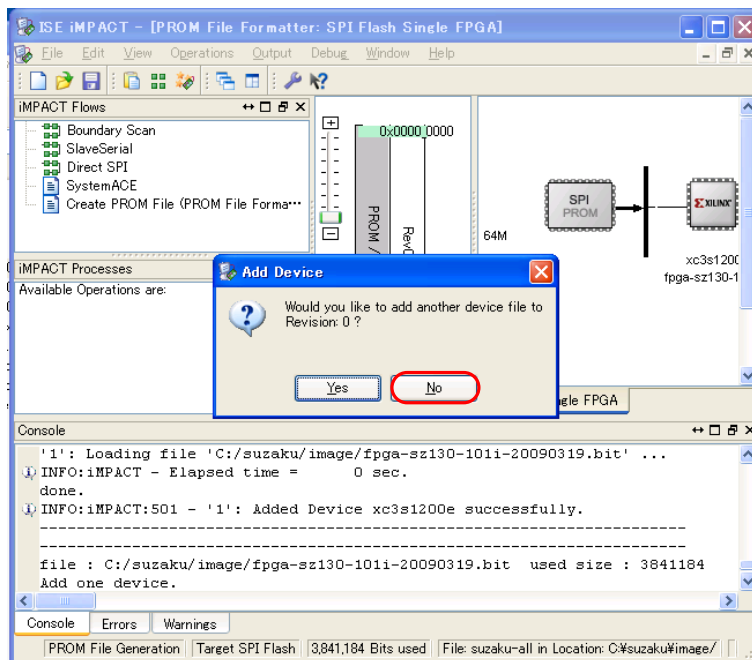 ISE iMPACT - [PROM File Formatter: SPI Flash Single FPGA]
File Edit View Operations Output Debug Window Help
iMPACT Flows
Boundary Scan
SlaveSerial
Direct SPI
SystemACE
Create PROM File (PROM File Forma...
0x0000_0000
PROM /
Rev
64M
SPI
PROM
XILINX
xc3s1200
fpga-sz130-1
iMPACT Processes
Available Operations are:
Add Device
Would you like to add another device file to
Revision: 0 ?
Yes
No
gle FPGA
Console
'1': Loading file 'C:/suzaku/image/fpga-sz130-101i-20090319.bit' ...
INFO:iMPACT - Elapsed time = 0 sec.
done.
INFO:iMPACT:501 - '1': Added Device xc3s1200e successfully.
----------------------------------------------------------------------
----------------------------------------------------------------------
file : C:/suzaku/image/fpga-sz130-101i-20090319.bit used size : 3841184
Add one device.
Console Errors Warnings
PROM File Generation Target SPI Flash 3,841,184 Bits used File: suzaku-all in Location: C:¥suzaku¥image/